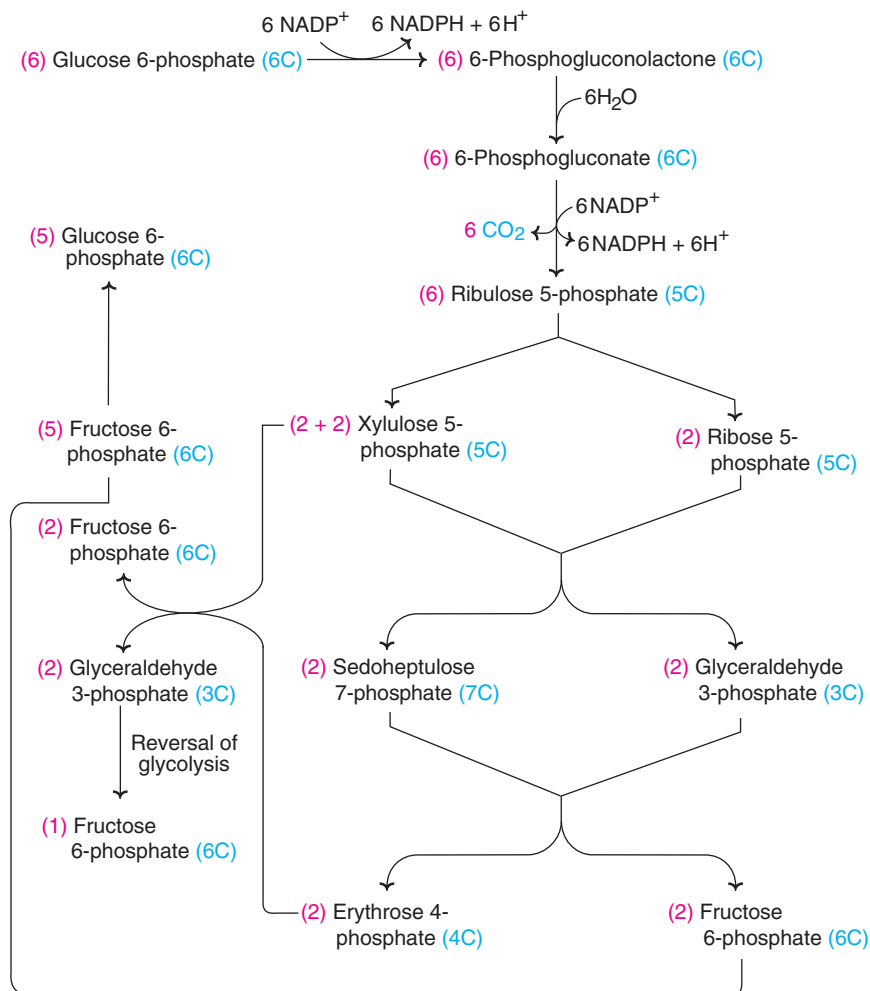 6 NADP+ 6 NADPH + 6H+
(6) Glucose 6-phosphate (6C) (6) 6-Phosphogluconolactone (6C)
6H2O
(6) 6-Phosphogluconate (6C)
6NADP+
6 CO2
6NADPH + 6H+
(6) Ribulose 5-phosphate (5C)
(5) Glucose 6-
phosphate (6C)
(5) Fructose 6-
phosphate (6C)
(2 + 2) Xylulose 5-
phosphate (5C)
(2) Ribose 5-
phosphate (5C)
(2) Fructose 6-
phosphate (6C)
(2) Glyceraldehyde
3-phosphate (3C)
(2) Sedoheptulose
7-phosphate (7C)
(2) Glyceraldehyde
3-phosphate (3C)
Reversal of
glycolysis
(1) Fructose
6-phosphate (6C)
(2) Erythrose 4-
phosphate (4C)
(2) Fructose
6-phosphate (6C)